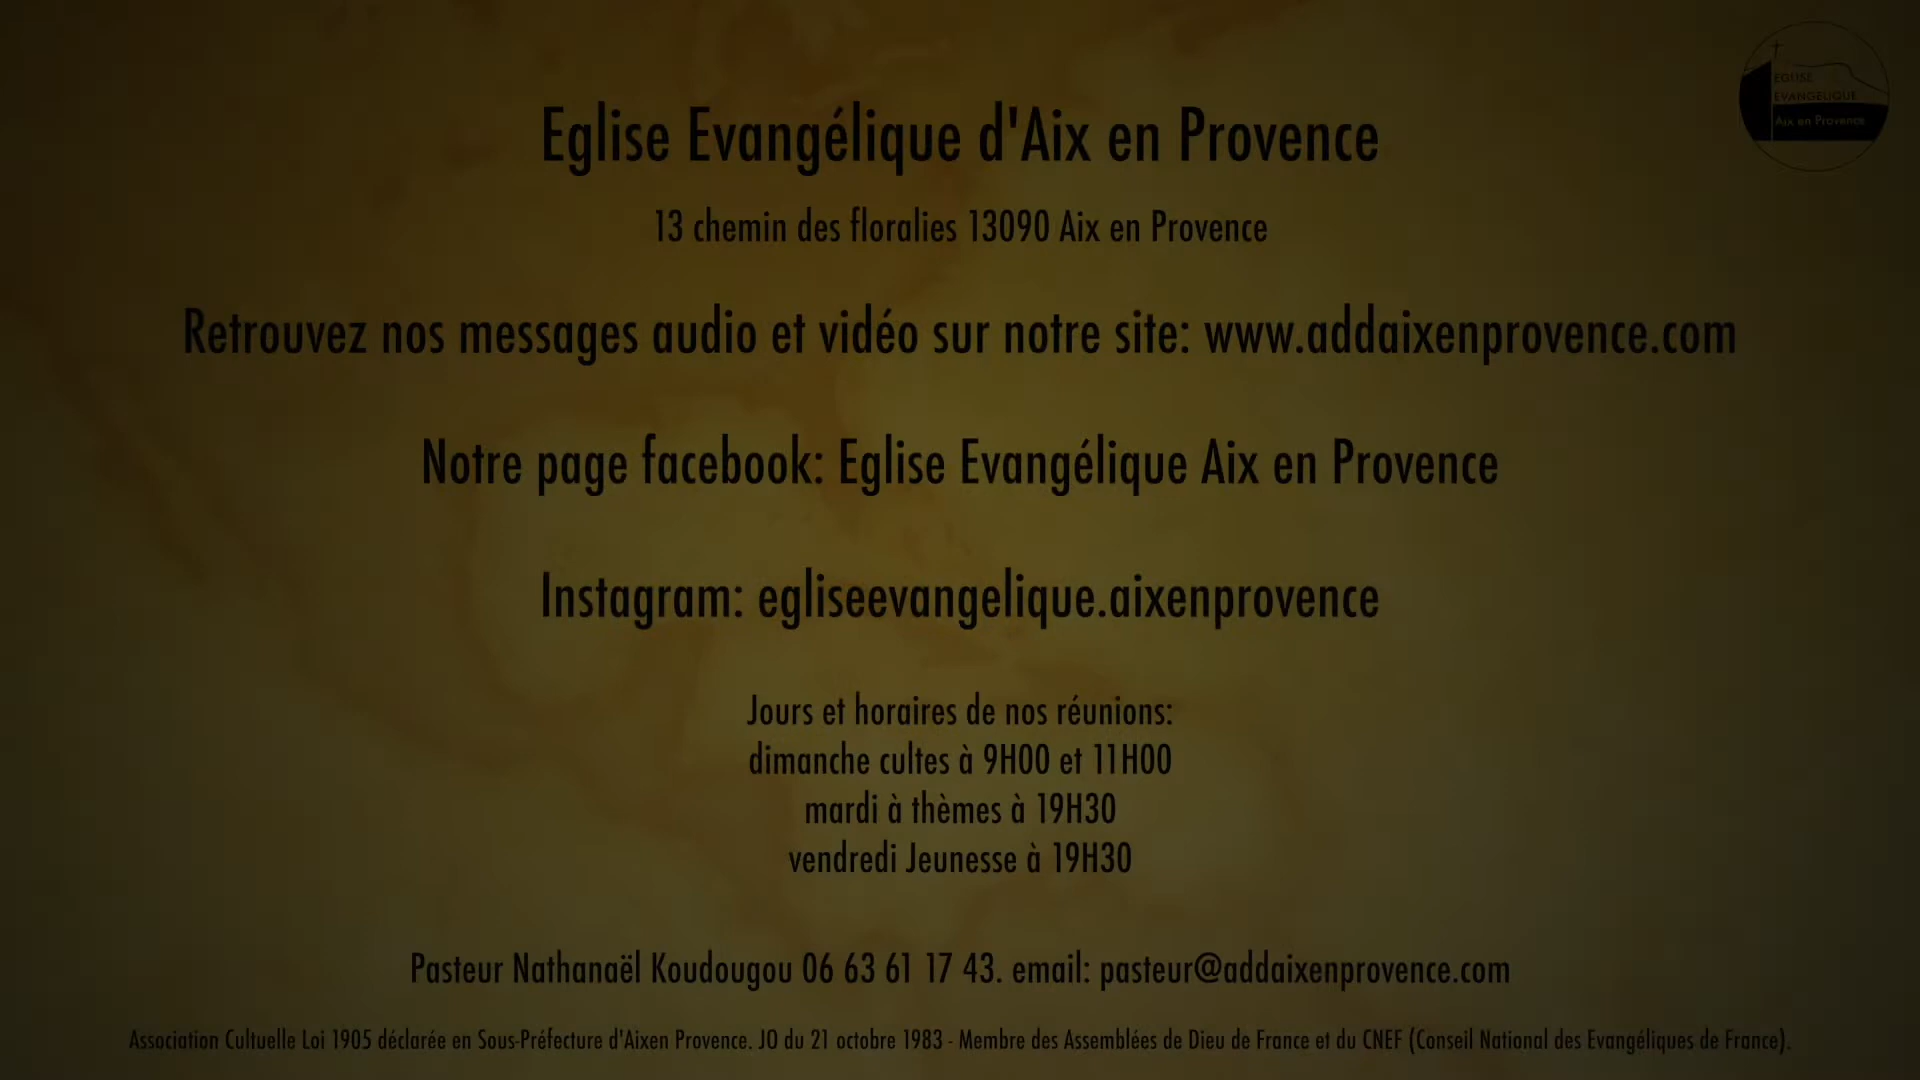 EGLISE
EVANGELIQUE
Aix en Provence
Eglise Evangélique d'Aix en Provence
13 chemin des floralies 13090 Aix en Provence
Retrouvez nos messages audio et vidéo sur notre site: www.addaixenprovence.com
Notre page facebook: Eglise Evangélique Aix en Provence
Instagram: egliseevangelique.aixenprovence
Jours et horaires de nos réunions:
dimanche cultes à 9H00 et 11H00
mardi à thèmes à 19H30
vendredi Jeunesse à 19H30
Pasteur Nathanaël Koudougou 06 63 61 17 43. email: pasteur@addaixenprovence.com
Association Cultuelle Loi 1905 déclarée en Sous-Préfecture d'Aixen Provence. JO du 21 octobre 1983 - Membre des Assemblées de Dieu de France et du CNEF (Conseil National des Evangéliques de France).